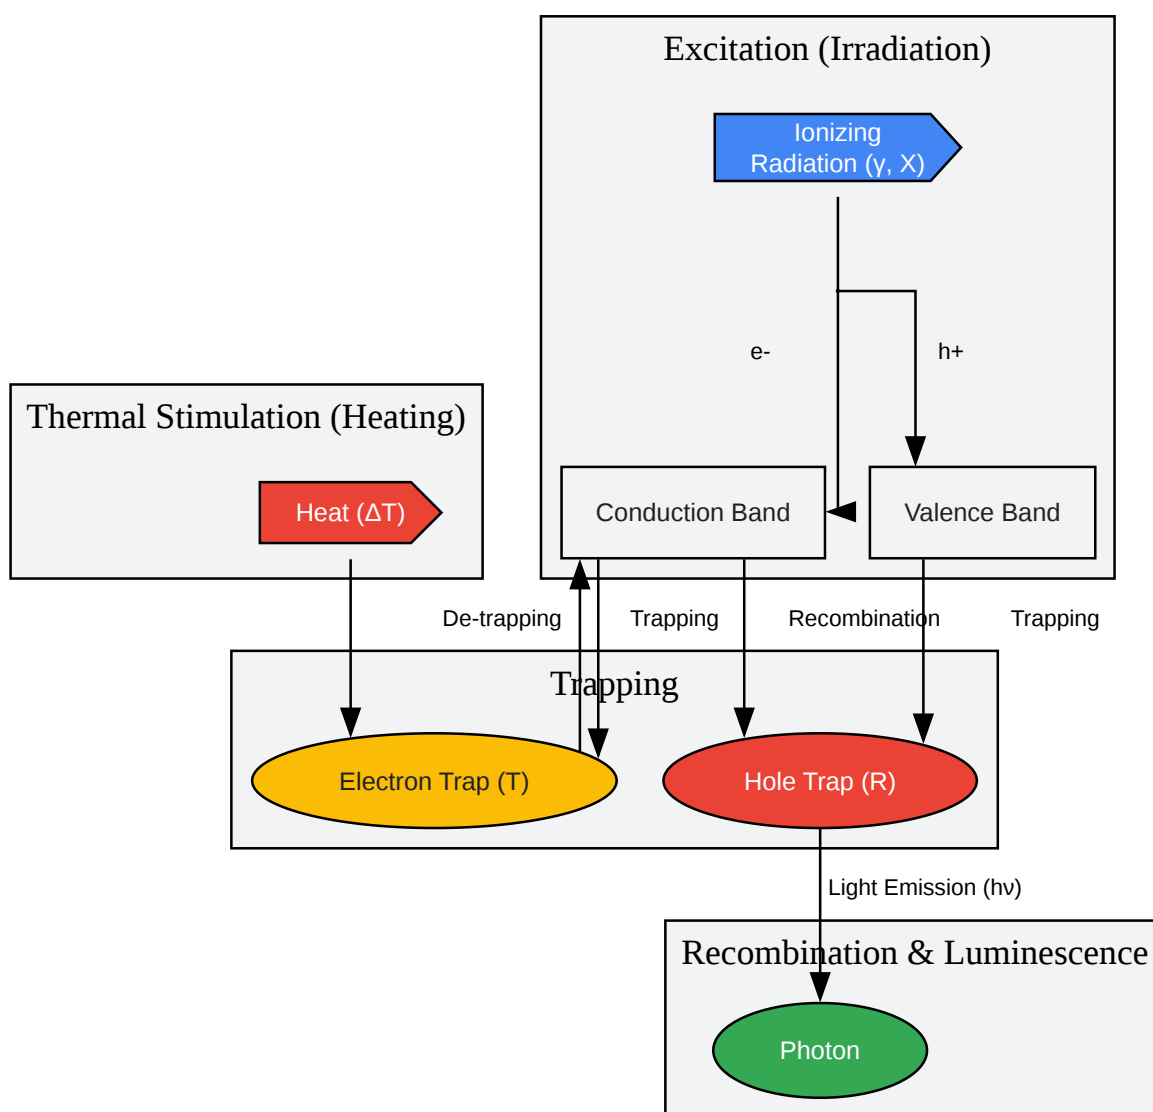 Excitation (Irradiation)
Ionizing
Radiation (γ, X)
e-
h+
Thermal Stimulation (Heating)
Heat (ΔT)
Conduction Band
Valence Band
De-trapping
Trapping
Recombination
Trapping
Trapping
Electron Trap (T)
Hole Trap (R)
Light Emission (hν)
Recombination & Luminescence
Photon